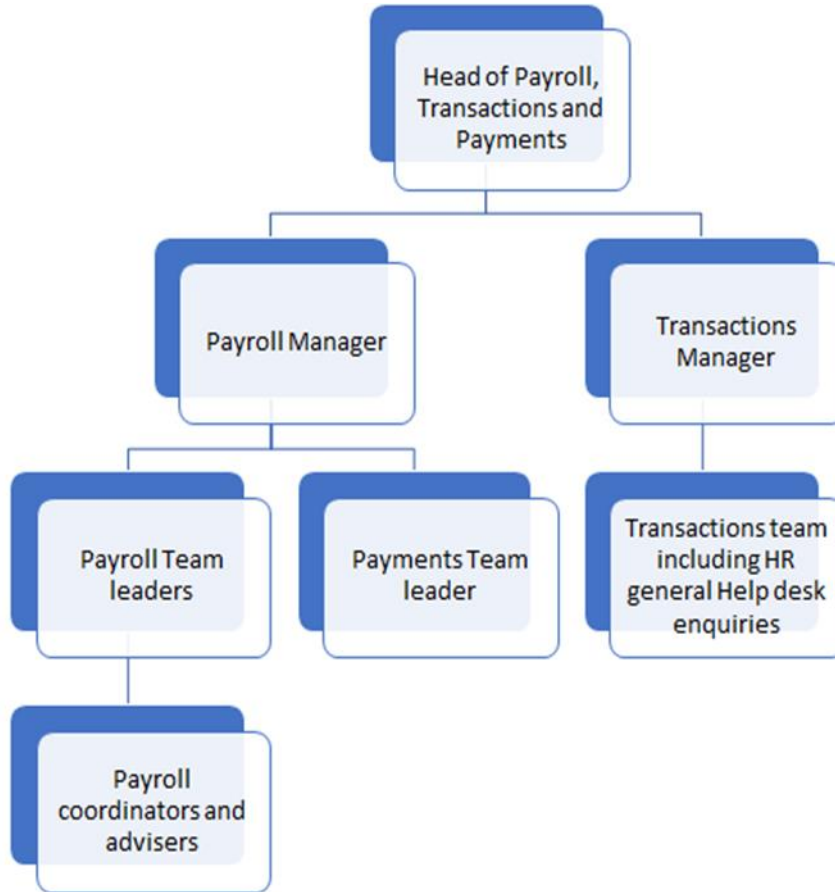 Head of Payroll,
Transactions and
Payments
Payroll Manager
Transactions
Manager
Payroll Team
leaders
Payments Team
leader
Transactions team
including HR
general Help desk
enquiries
Payroll
coordinators and
advisers